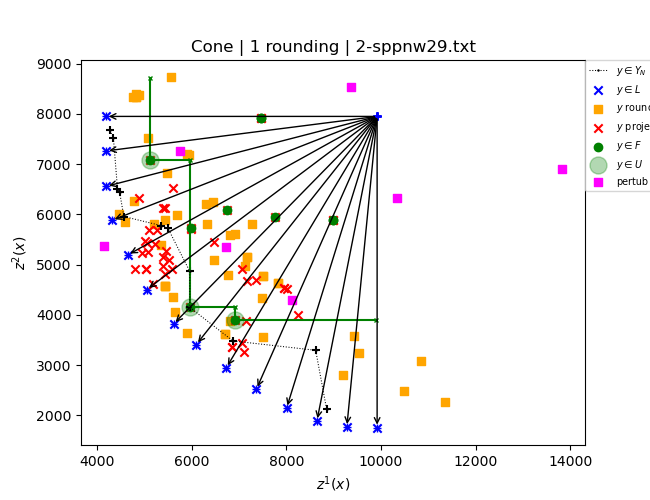 Cone | 1 rounding | 2-sppnw29.txt
9000
8000
7000
6000
5000
4000
3000
2000
z²(x)
4000 6000 8000 10000 12000 14000
z¹(x)
y ∈ Y_N
y ∈ L
y round
y proje
y ∈ F
y ∈ U
pertub